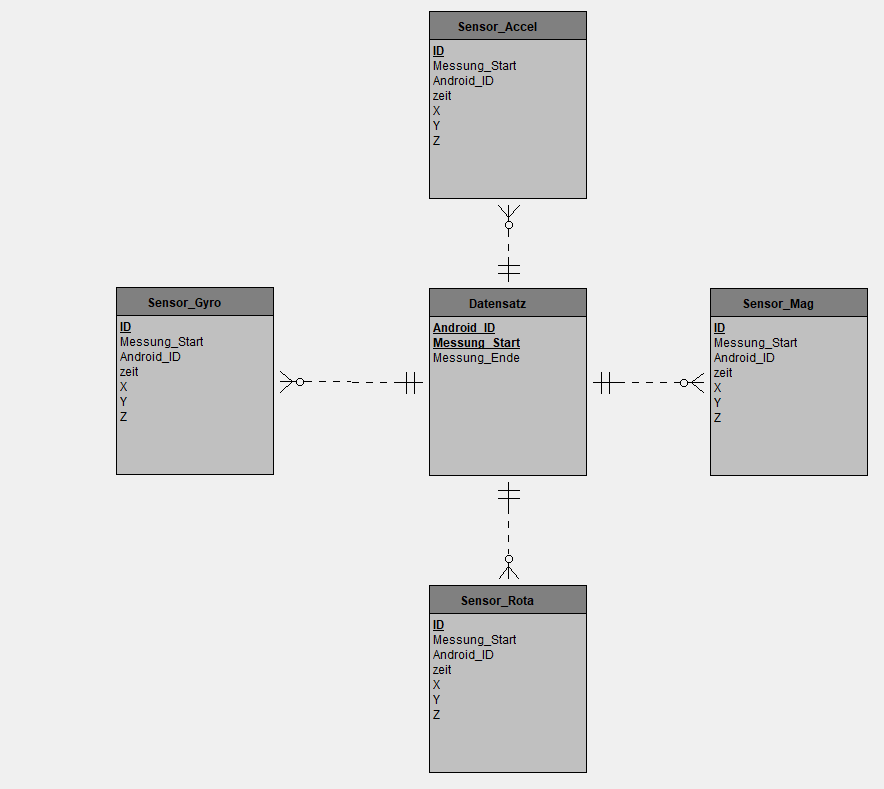 Sensor_Accel
ID
Messung_Start
Android_ID
zeit
X
Y
Z
Sensor_Gyro
ID
Messung_Start
Android_ID
zeit
X
Y
Z
Datensatz
Android_ID
Messung_Start
Messung_Ende
Sensor_Mag
ID
Messung_Start
Android_ID
zeit
X
Y
Z
Sensor_Rota
ID
Messung_Start
Android_ID
zeit
X
Y
Z